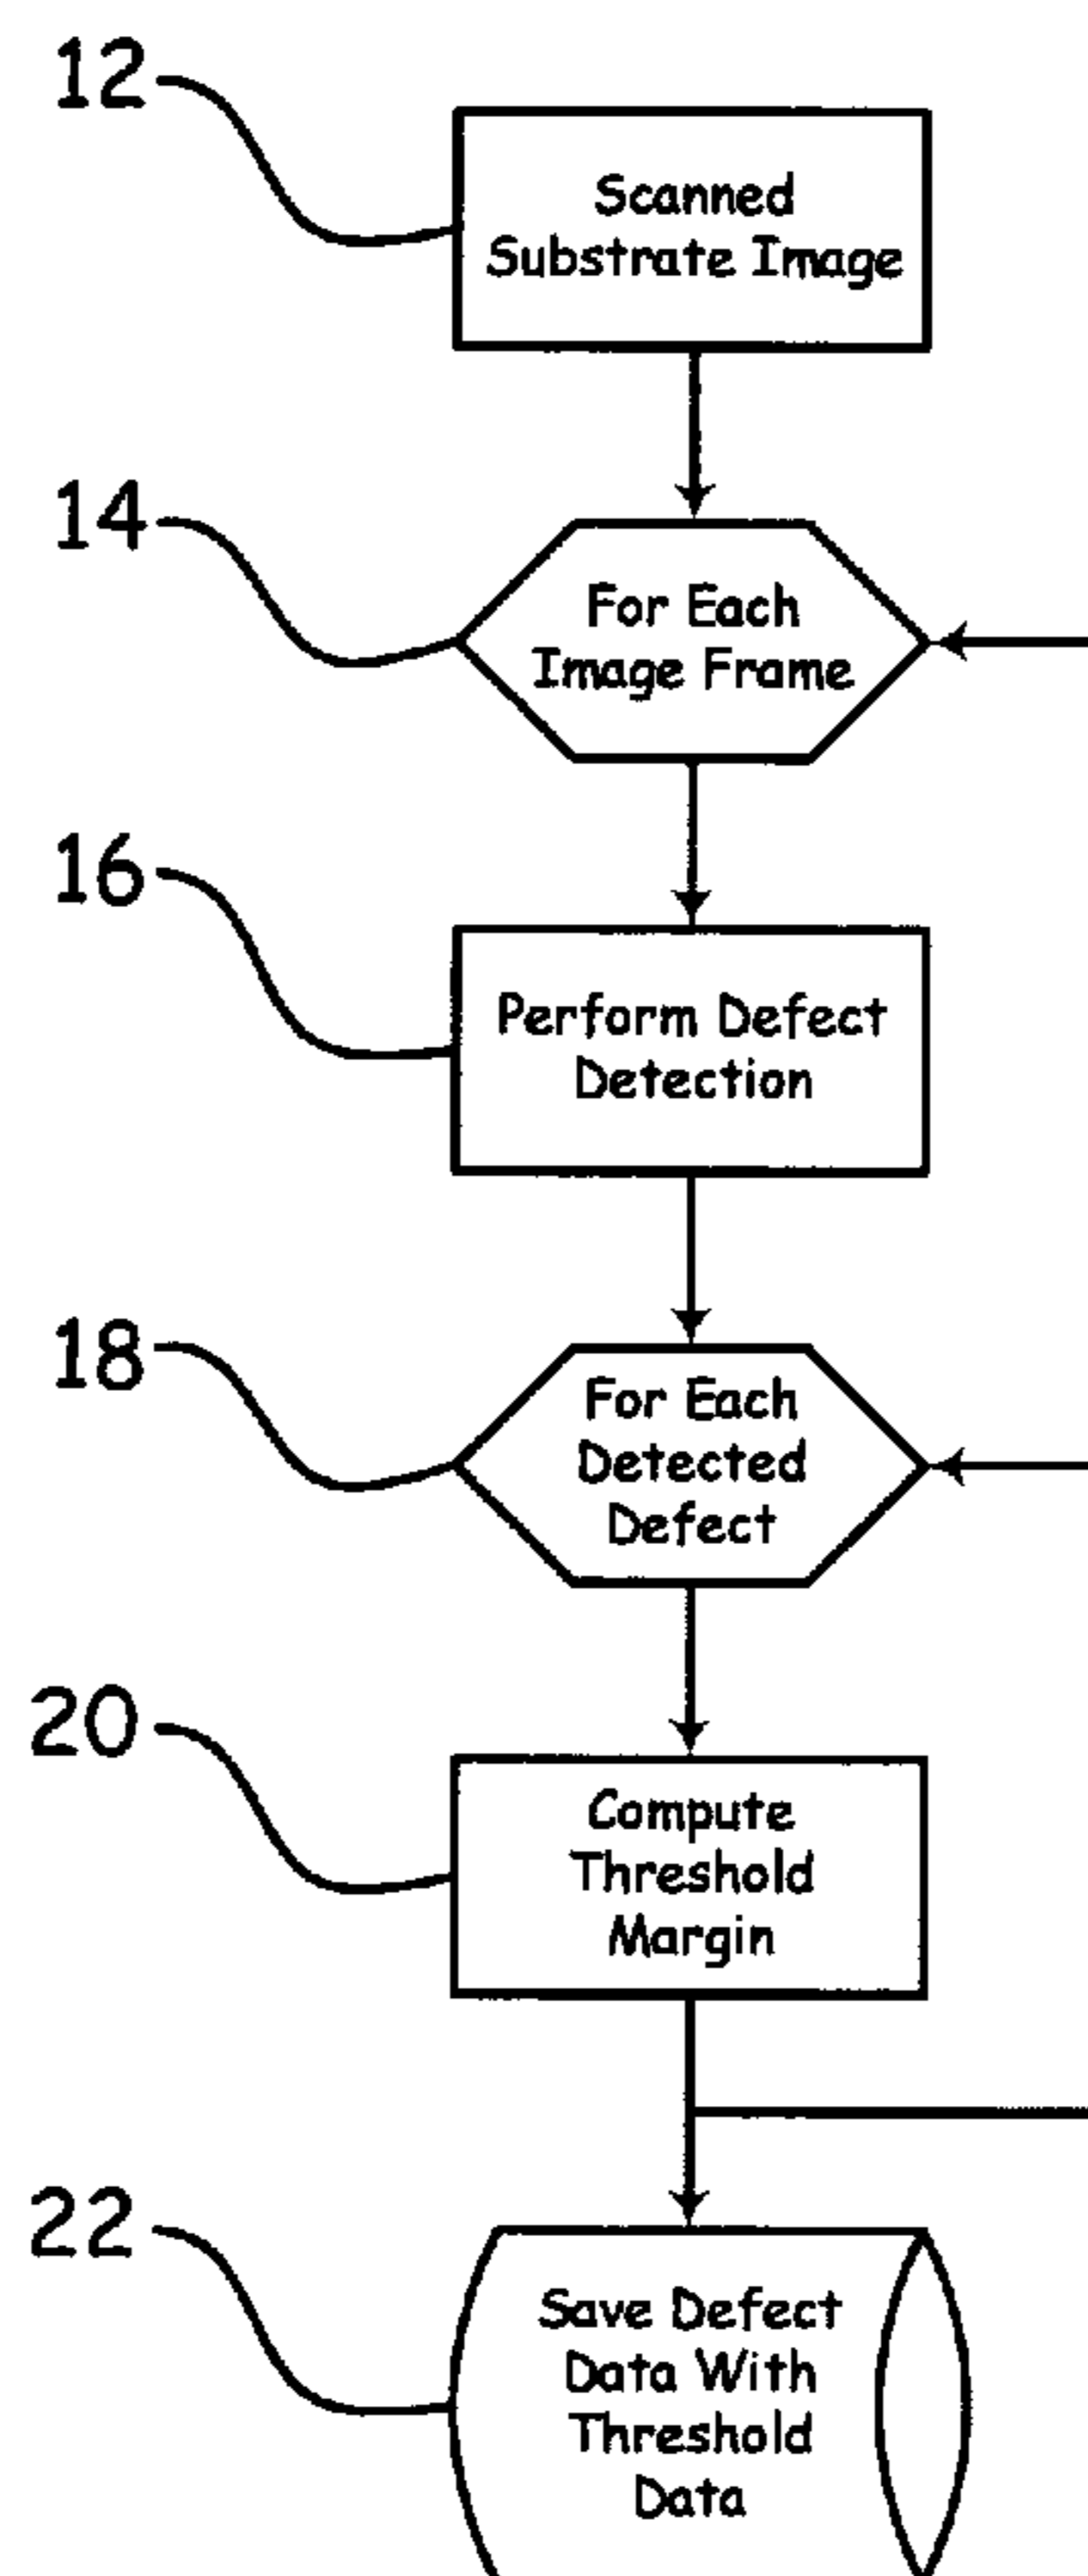 12
Scanned
Substrate Image
14
For Each
Image Frame
16
Perform Defect
Detection
18
For Each
Detected
Defect
20
Compute
Threshold
Margin
22
Save Defect
Data With
Threshold
Data